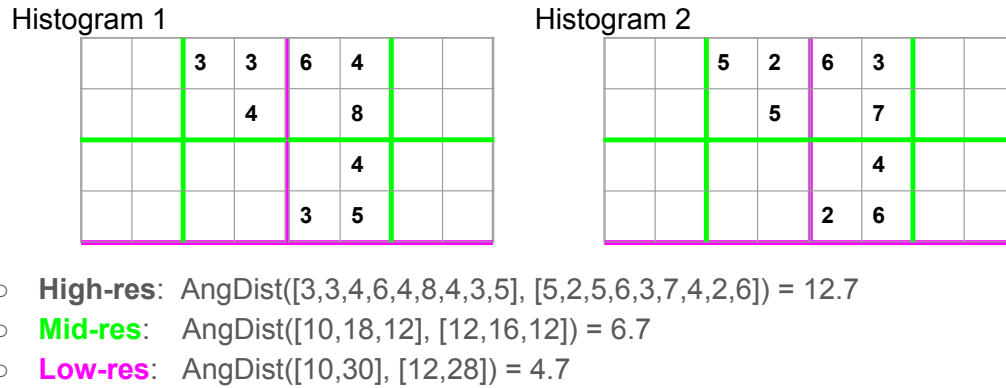 Histogram 1 Histogram 2
3 3 6 4 5 2 6 3
4 8 5 7
4 4
3 5 2 6
○ High-res: AngDist([3,3,4,6,4,8,4,3,5], [5,2,5,6,3,7,4,2,6]) = 12.7
○ Mid-res: AngDist([10,18,12], [12,16,12]) = 6.7
○ Low-res: AngDist([10,30], [12,28]) = 4.7